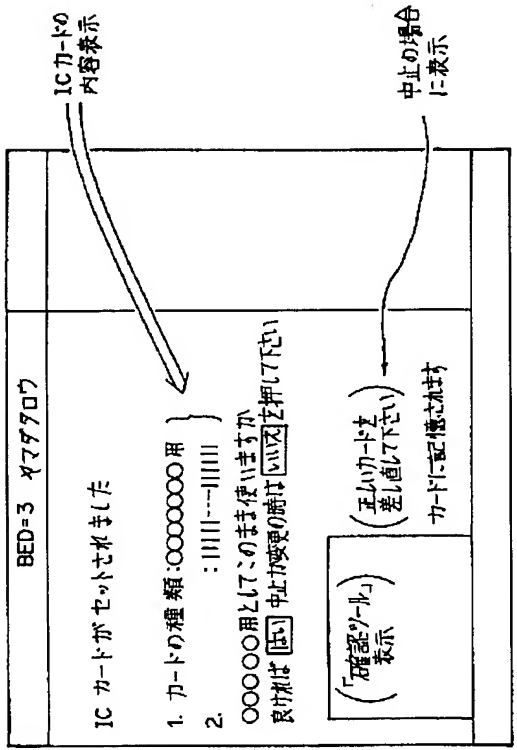 BED=3 ヤマダタロウ
IC カードがセットされました
1. カードの種類:○○○○○○○用
2. :|||||---||||||
○○○○○用としてこのまま使いますか
良ければ はい 中止か変更の時は いいえ を押して下さい
(「確認ツール」
表示)
(正しいカードを
差し直して下さい)
カードに記憶されます
ICカードの
内容表示
中止の場合
に表示